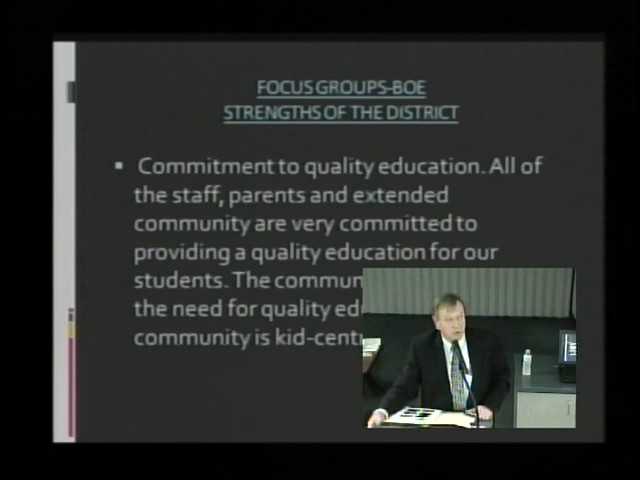 FOCUS GROUPS-BOE
STRENGTHS OF THE DISTRICT
Commitment to quality education. All of
the staff, parents and extended
community are very committed to
providing a quality education for our
students. The commun
the need for quality ed
community is kid-cent